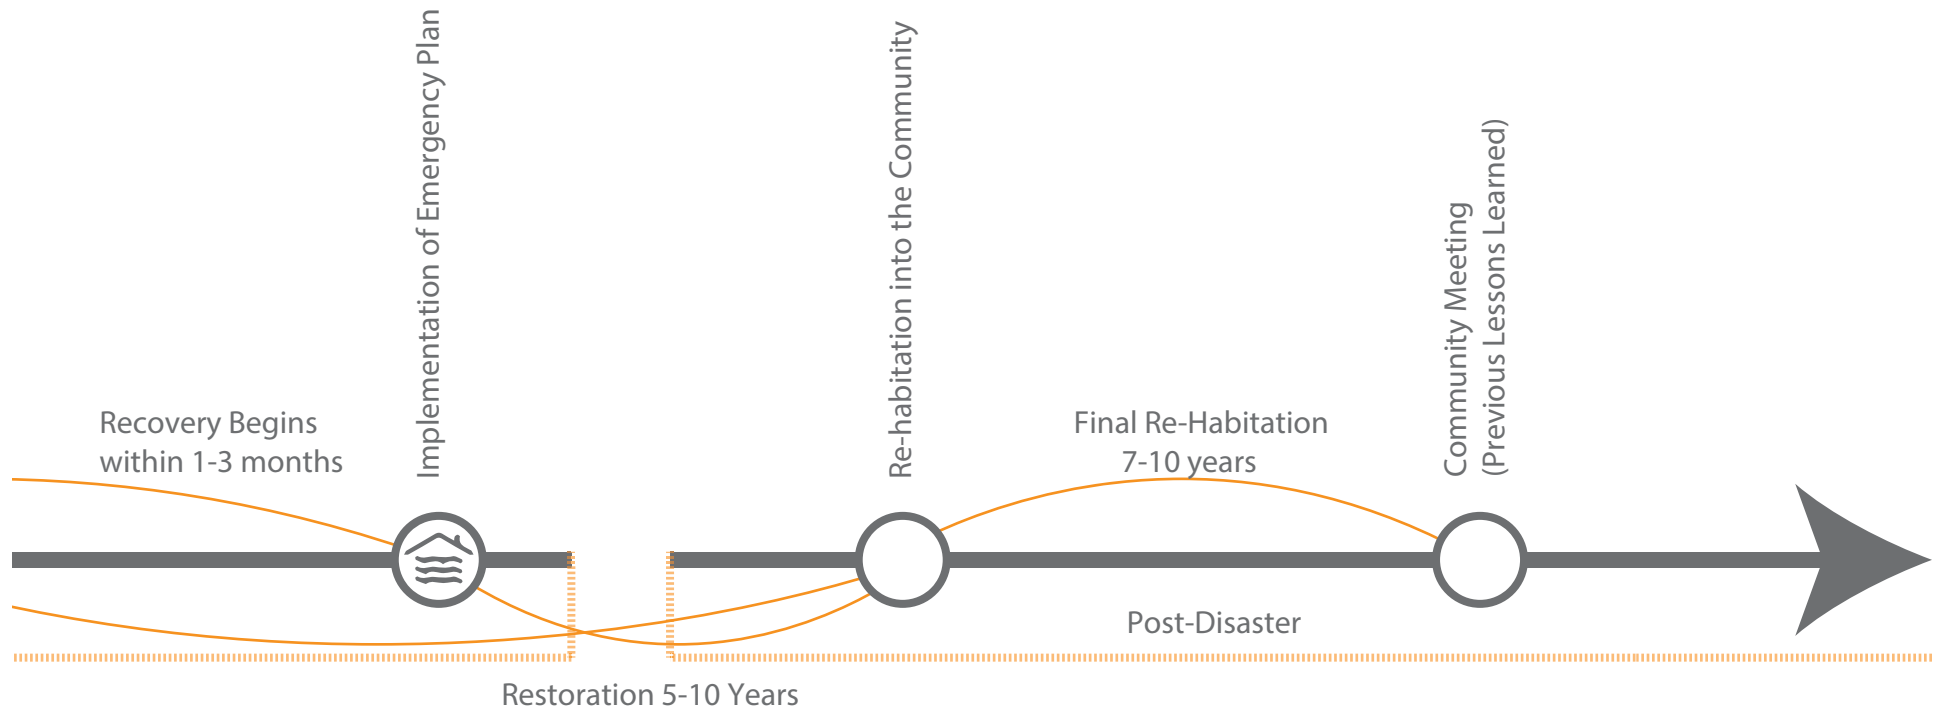 Implementation of Emergency Plan
Re-habitation into the Community
Community Meeting
(Previous Lessons Learned)
Recovery Begins
within 1-3 months
Final Re-Habitation
7-10 years
Post-Disaster
Restoration 5-10 Years